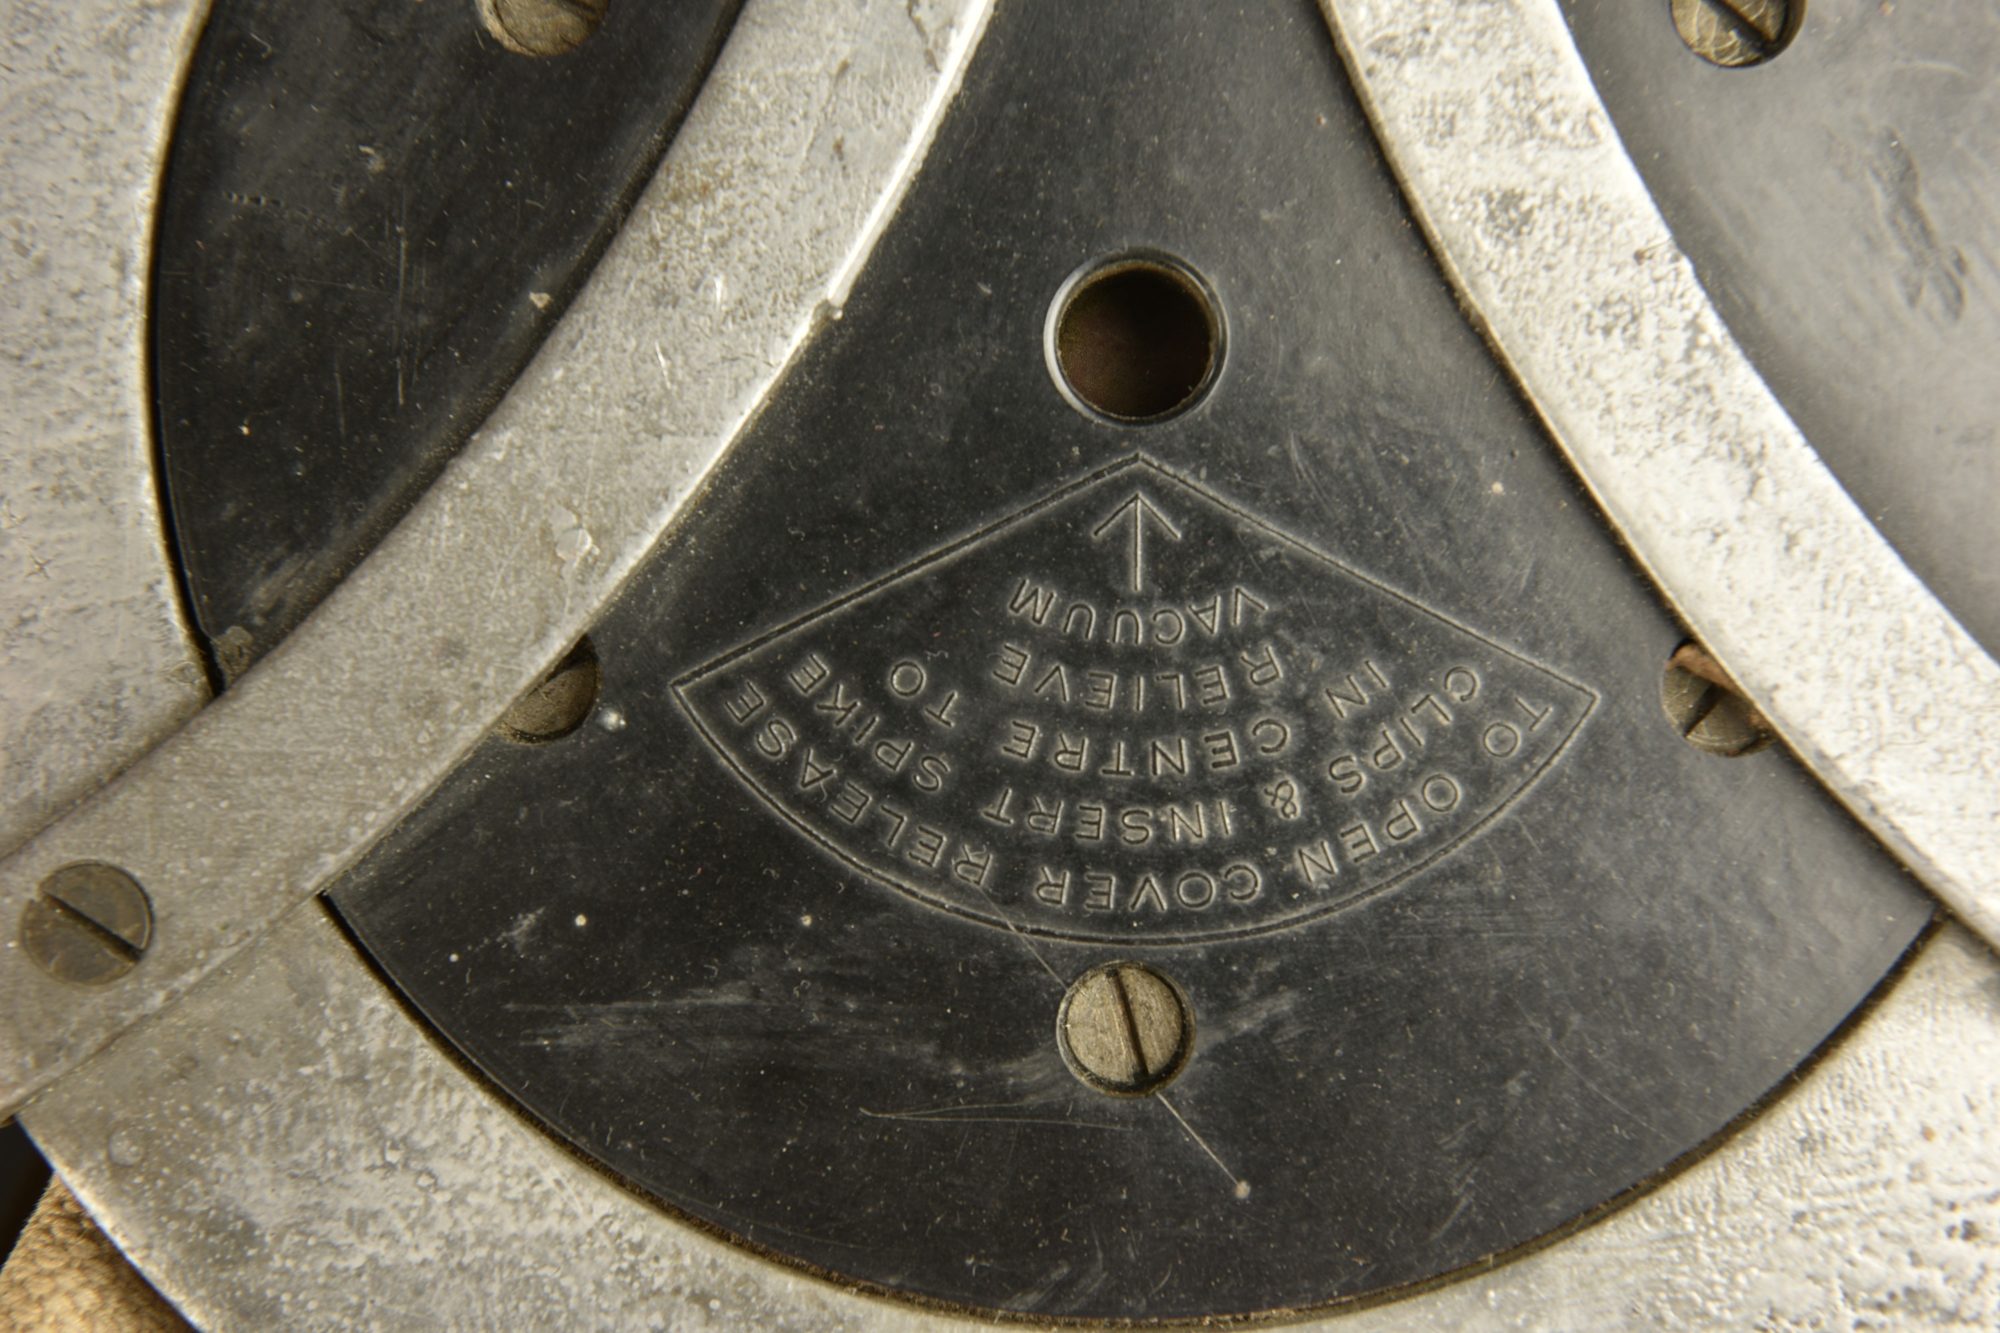 TO OPEN COVER RELEASE
CLIPS & INSERT SPIKE
IN CENTRE TO
RELIEVE
VACUUM